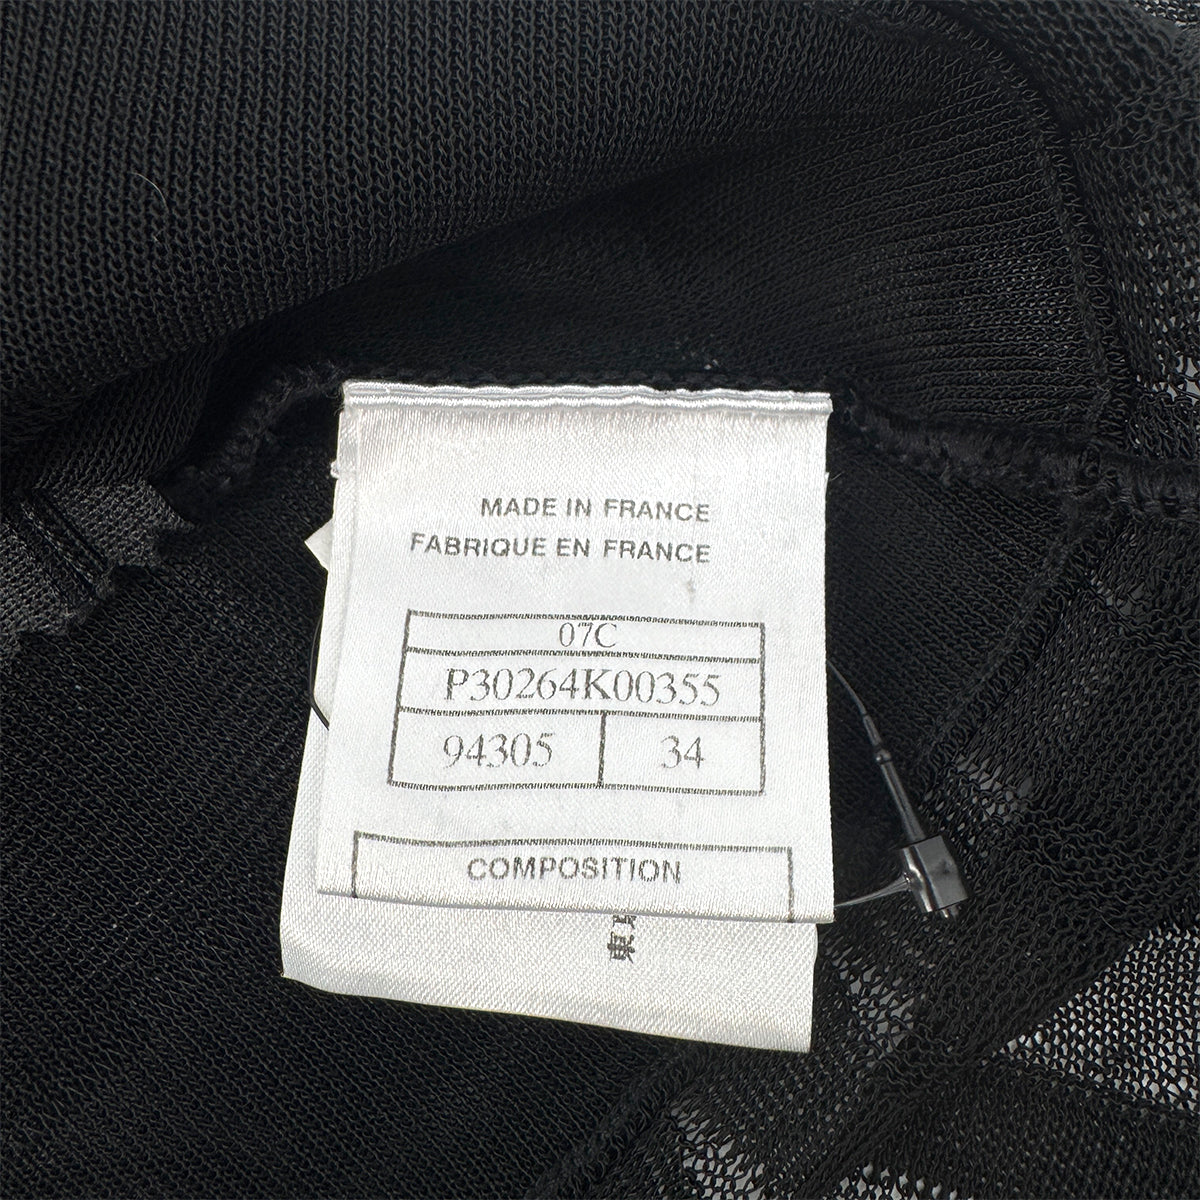 MADE IN FRANCE
FABRIQUE EN FRANCE
07C
P30264K00355
94305
34
COMPOSITION